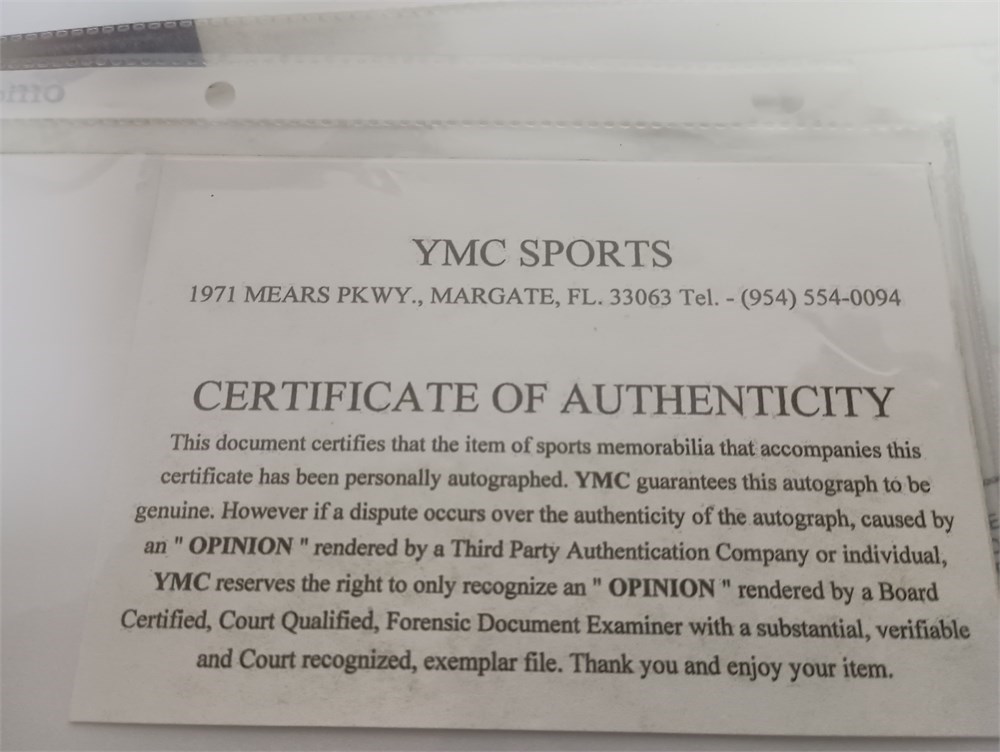 YMC SPORTS
1971 MEARS PKWY., MARGATE, FL. 33063 Tel. - (954) 554-0094
CERTIFICATE OF AUTHENTICITY
This document certifies that the item of sports memorabilia that accompanies this
certificate has been personally autographed. YMC guarantees this autograph to be
genuine. However if a dispute occurs over the authenticity of the autograph, caused by
an " OPINION " rendered by a Third Party Authentication Company or individual,
YMC reserves the right to only recognize an " OPINION " rendered by a Board
Certified, Court Qualified, Forensic Document Examiner with a substantial, verifiable
and Court recognized, exemplar file. Thank you and enjoy your item.